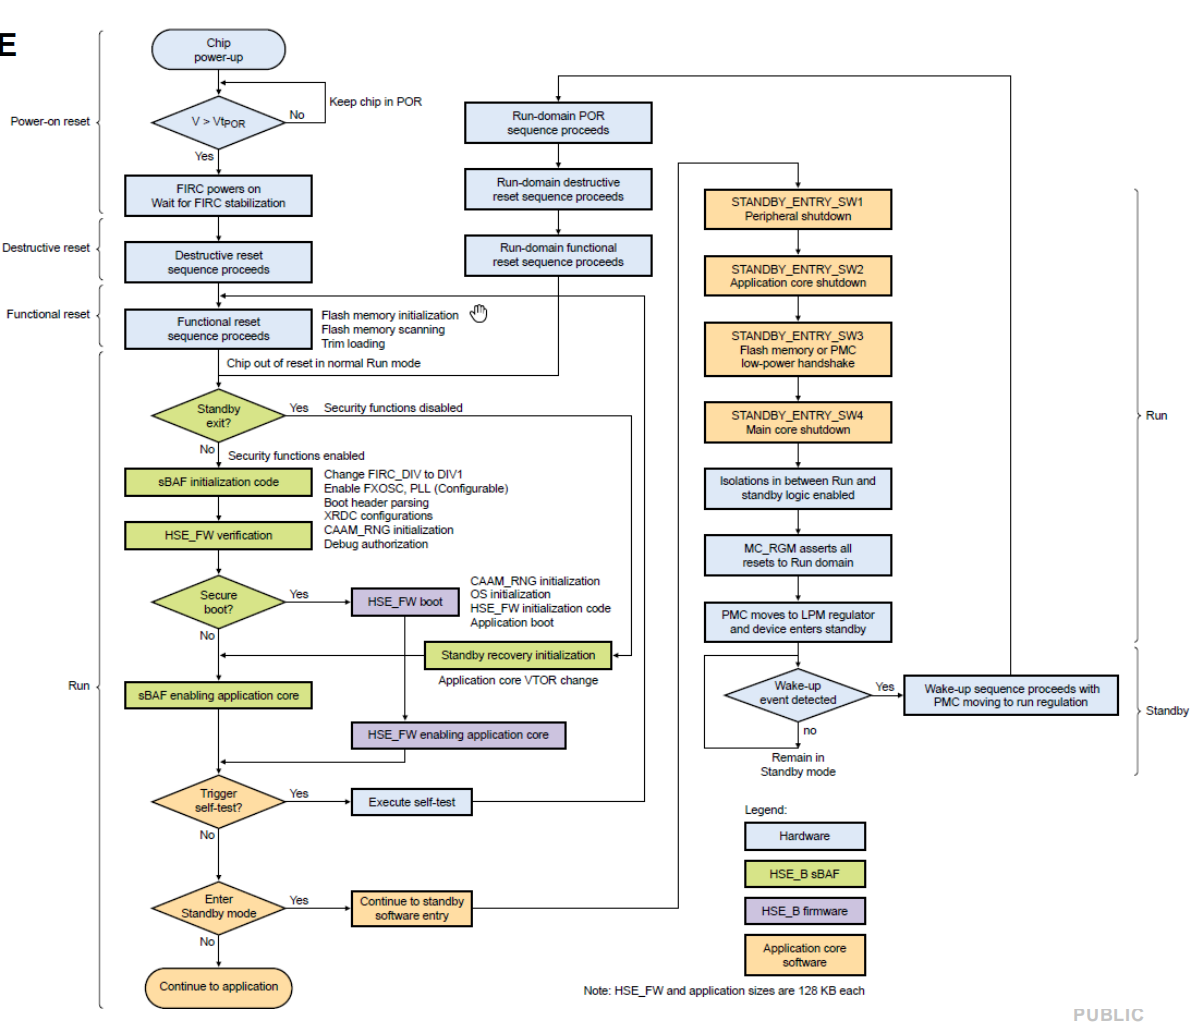 E
Chip
power-up
Power-on reset
V > VtPOR
No
Keep chip in POR
Yes
FIRC powers on
Wait for FIRC stabilization
Destructive reset
Destructive reset
sequence proceeds
Functional reset
Functional reset
sequence proceeds
Flash memory initialization
Flash memory scanning
Trim loading
Chip out of reset in normal Run mode
Run-domain POR
sequence proceeds
Run-domain destructive
reset sequence proceeds
Run-domain functional
reset sequence proceeds
Standby
exit?
Yes
Security functions disabled
No
Security functions enabled
sBAF initialization code
Change FIRC_DIV to DIV1
Enable FXOSC, PLL (Configurable)
Boot header parsing
XRDC configurations
CAAM_RNG initialization
Debug authorization
HSE_FW verification
Secure
boot?
Yes
No
HSE_FW boot
CAAM_RNG initialization
OS initialization
HSE_FW initialization code
Application boot
Standby recovery initialization
Application core VTOR change
Run
sBAF enabling application core
HSE_FW enabling application core
Trigger
self-test?
Yes
Execute self-test
No
Enter
Standby mode
Yes
Continue to standby
software entry
No
Continue to application
STANDBY_ENTRY_SW1
Peripheral shutdown
STANDBY_ENTRY_SW2
Application core shutdown
STANDBY_ENTRY_SW3
Flash memory or PMC
low-power handshake
STANDBY_ENTRY_SW4
Main core shutdown
Run
Isolations in between Run and
standby logic enabled
MC_RGM asserts all
resets to Run domain
PMC moves to LPM regulator
and device enters standby
Wake-up
event detected
Yes
Wake-up sequence proceeds with
PMC moving to run regulation
Standby
no
Remain in
Standby mode
Legend:
Hardware
HSE_B sBAF
HSE_B firmware
Application core
software
Note: HSE_FW and application sizes are 128 KB each
PUBLIC